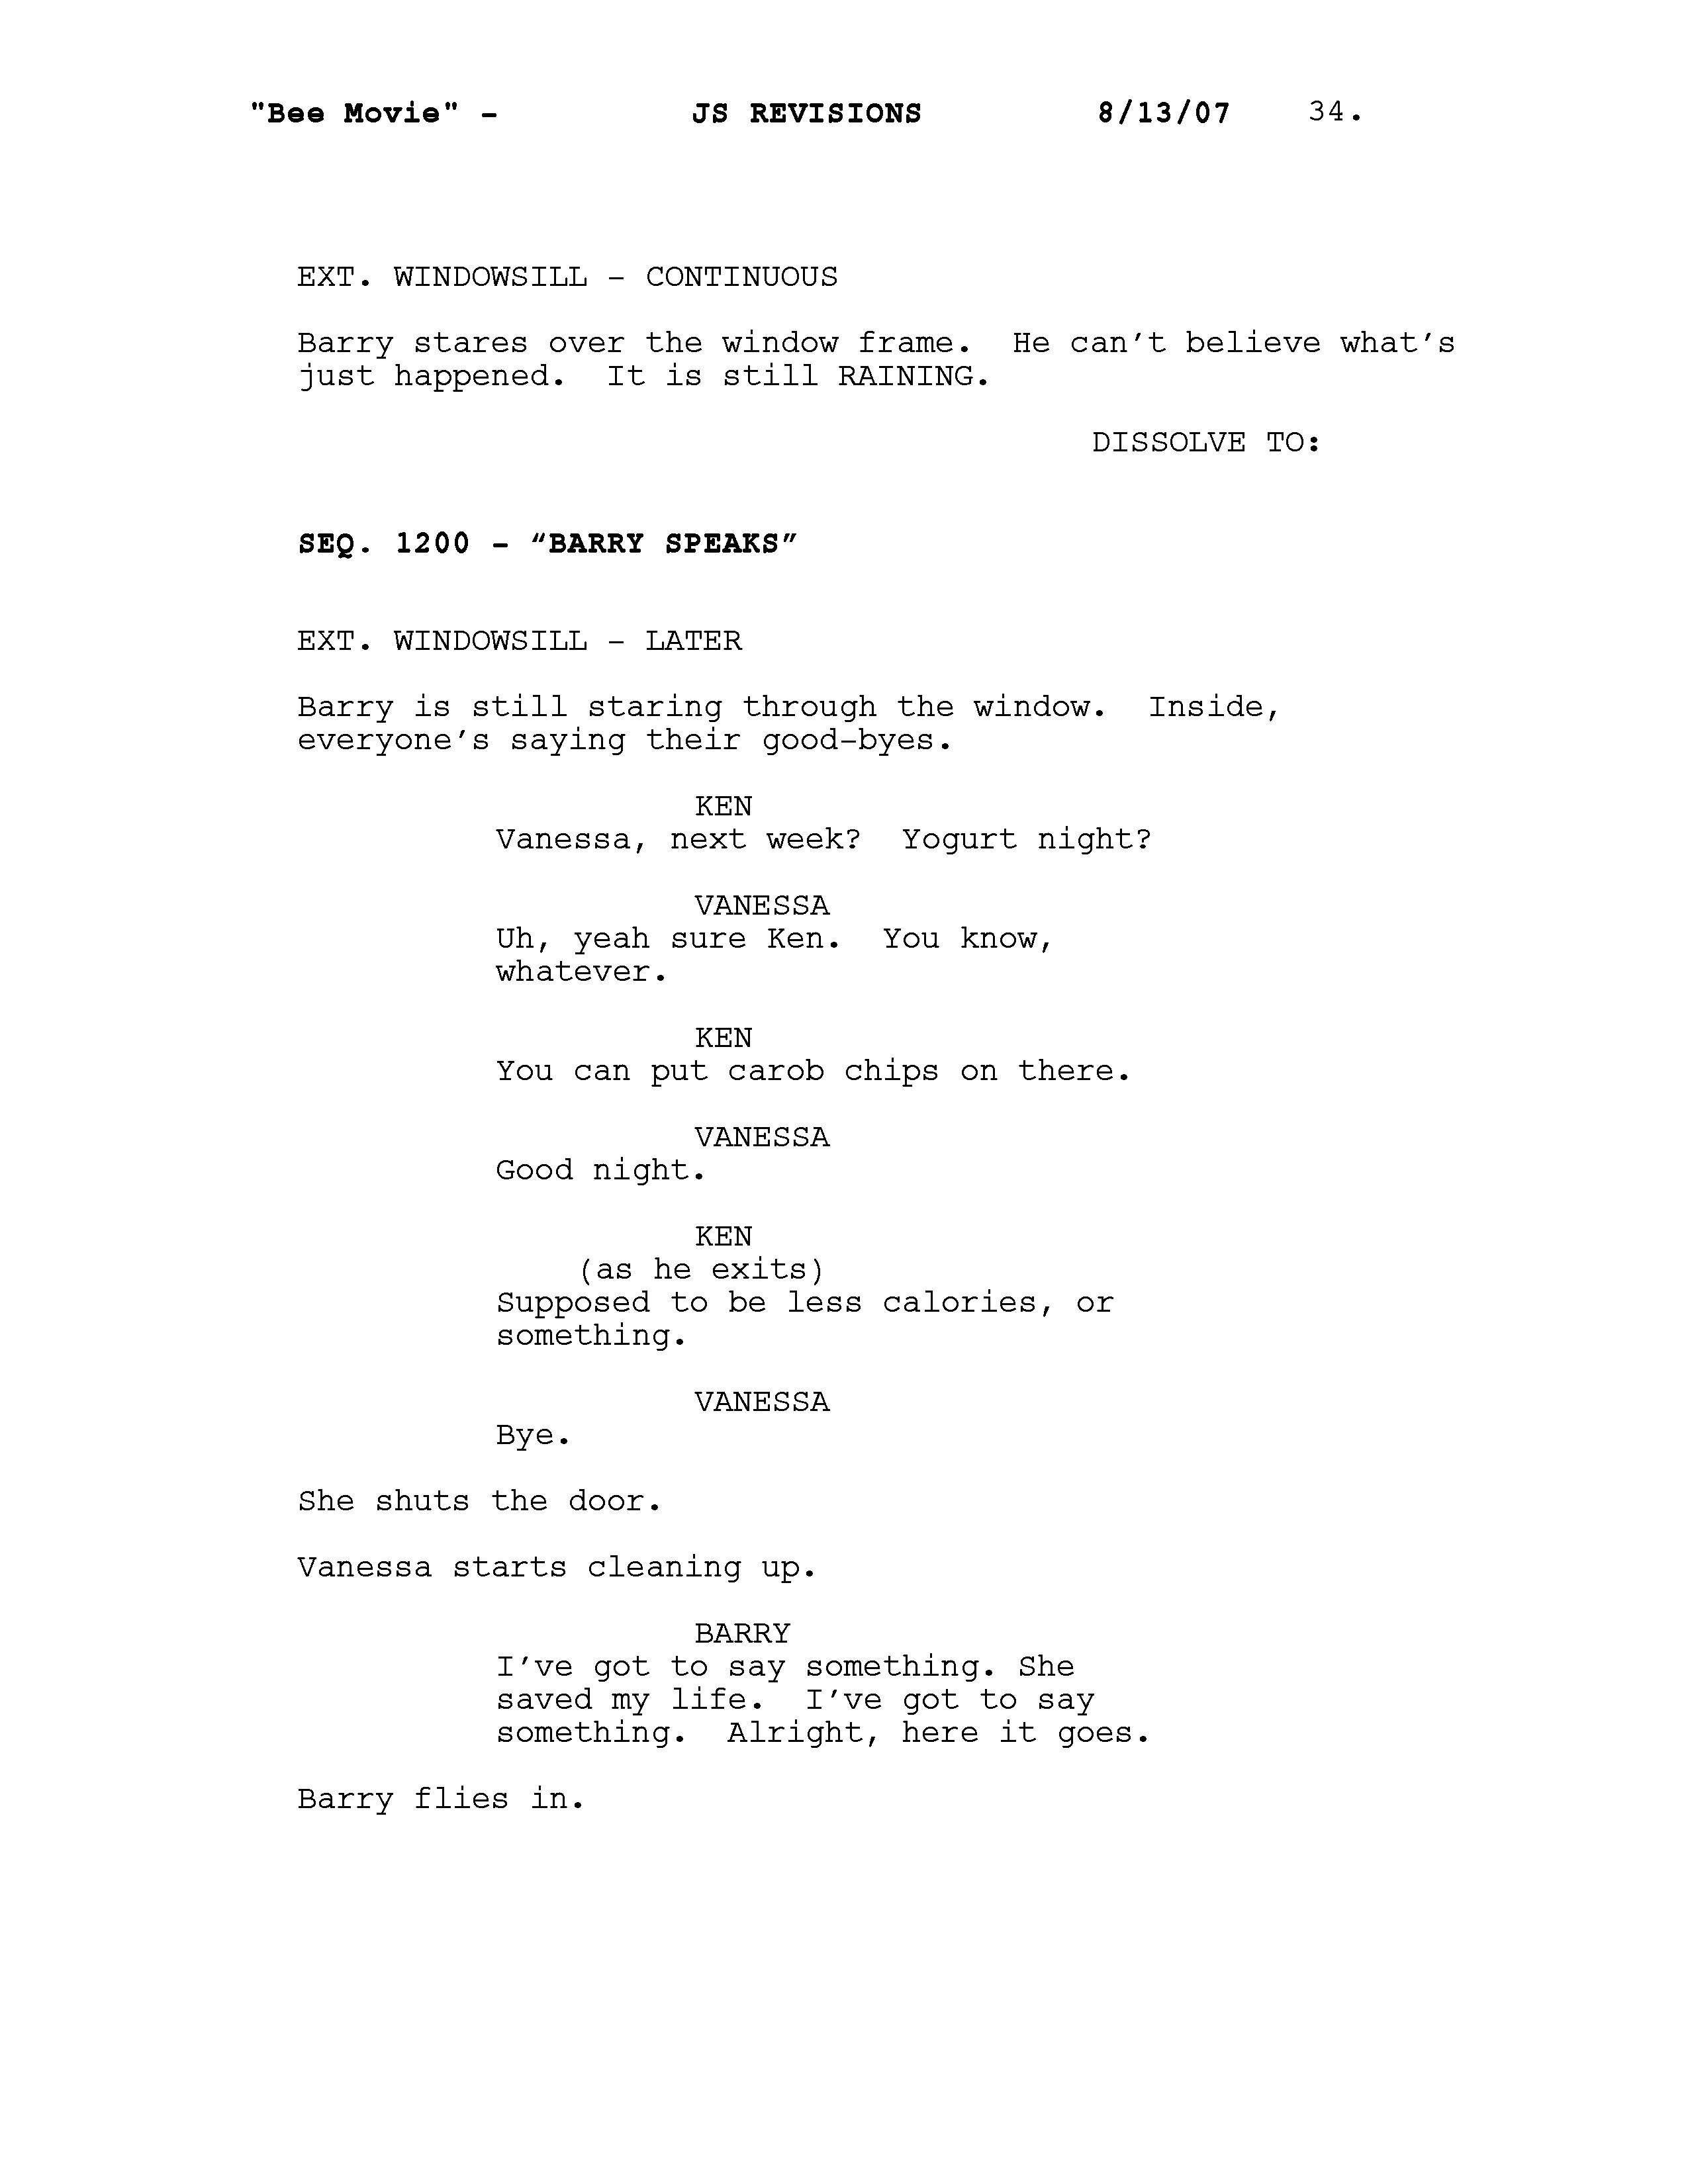 "Bee Movie" - JS REVISIONS 8/13/07 34.
EXT. WINDOWSILL - CONTINUOUS
Barry stares over the window frame.  He can't believe what's
just happened.  It is still RAINING.
DISSOLVE TO:
SEQ. 1200 - “BARRY SPEAKS”
EXT. WINDOWSILL - LATER
Barry is still staring through the window.  Inside,
everyone's saying their good-byes.
KEN
Vanessa, next week?  Yogurt night?
VANESSA
Uh, yeah sure Ken.  You know,
whatever.
KEN
You can put carob chips on there.
VANESSA
Good night.
KEN
(as he exits)
Supposed to be less calories, or
something.
VANESSA
Bye.
She shuts the door.
Vanessa starts cleaning up.
BARRY
I've got to say something. She
saved my life.  I've got to say
something.  Alright, here it goes.
Barry flies in.